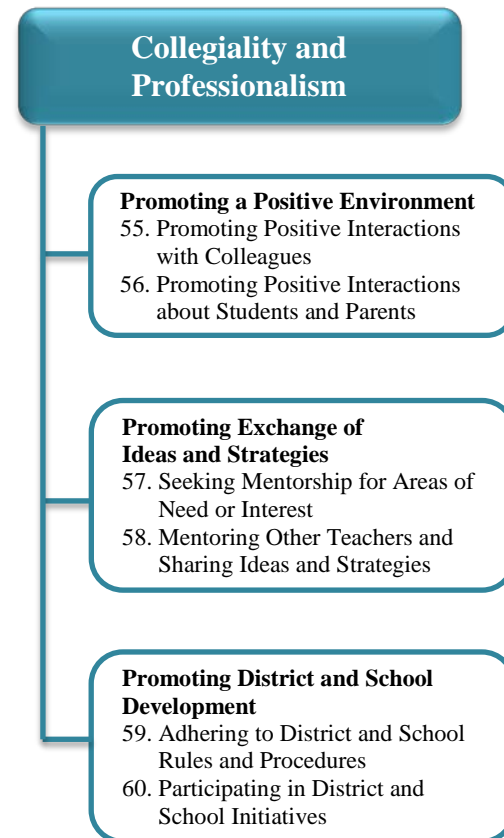 Collegiality and
Professionalism
Promoting a Positive Environment
55. Promoting Positive Interactions
with Colleagues
56. Promoting Positive Interactions
about Students and Parents
Promoting Exchange of
Ideas and Strategies
57. Seeking Mentorship for Areas of
Need or Interest
58. Mentoring Other Teachers and
Sharing Ideas and Strategies
Promoting District and School
Development
59. Adhering to District and School
Rules and Procedures
60. Participating in District and
School Initiatives